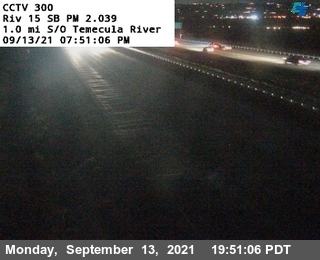 CCTV 300
Riv 15 SB PM 2.039
1.0 mi S/O Temecula River
09/13/21 07:51:06 PM
Monday, September 13, 2021 19:51:06 PDT